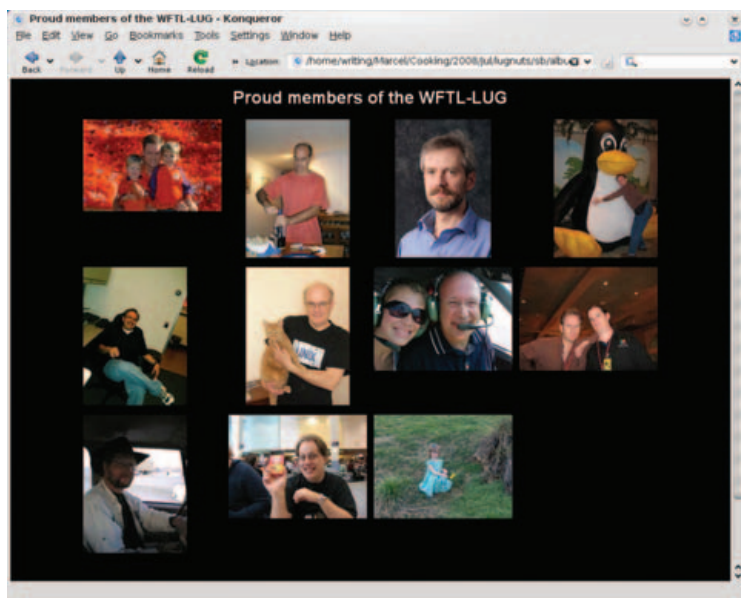 Proud members of the WFTL-LUG - Konqueror
File Edit View Go Bookmarks Tools Settings Window Help
Back Forward Up Home Reload Location: /home/writing/Marcel/Cooking/2008/jul/lugnuts/sb/albu
Proud members of the WFTL-LUG
UNIX